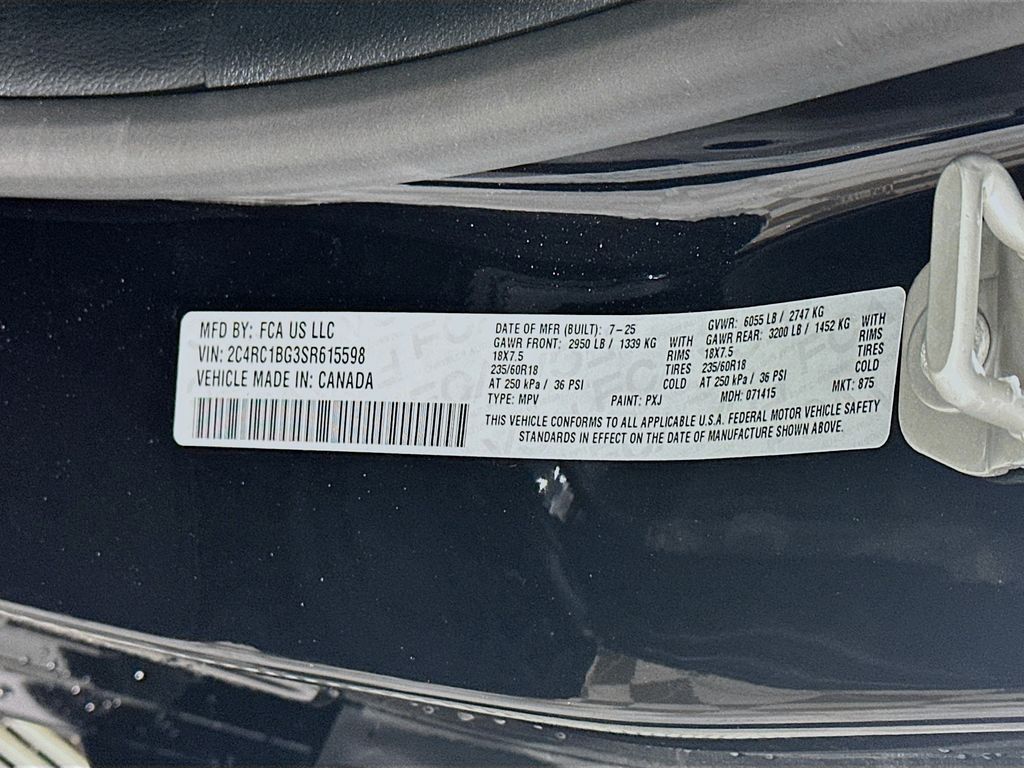 MFD BY: FCA US LLC
VIN: 2C4RC1BG3SR615598
VEHICLE MADE IN: CANADA
DATE OF MFR (BUILT): 7-25
GVWR: 6055 LB / 2747 KG
GAWR FRONT: 2950 LB / 1339 KG WITH
18X7.5 RIMS
235/60R18 TIRES
AT 250 kPa / 36 PSI COLD
GAWR REAR: 3200 LB / 1452 KG WITH
18X7.5 RIMS
235/60R18 TIRES
AT 250 kPa / 36 PSI COLD
TYPE: MPV PAINT: PXJ MDH: 071415 MKT: 875
THIS VEHICLE CONFORMS TO ALL APPLICABLE U.S.A. FEDERAL MOTOR VEHICLE SAFETY
STANDARDS IN EFFECT ON THE DATE OF MANUFACTURE SHOWN ABOVE.